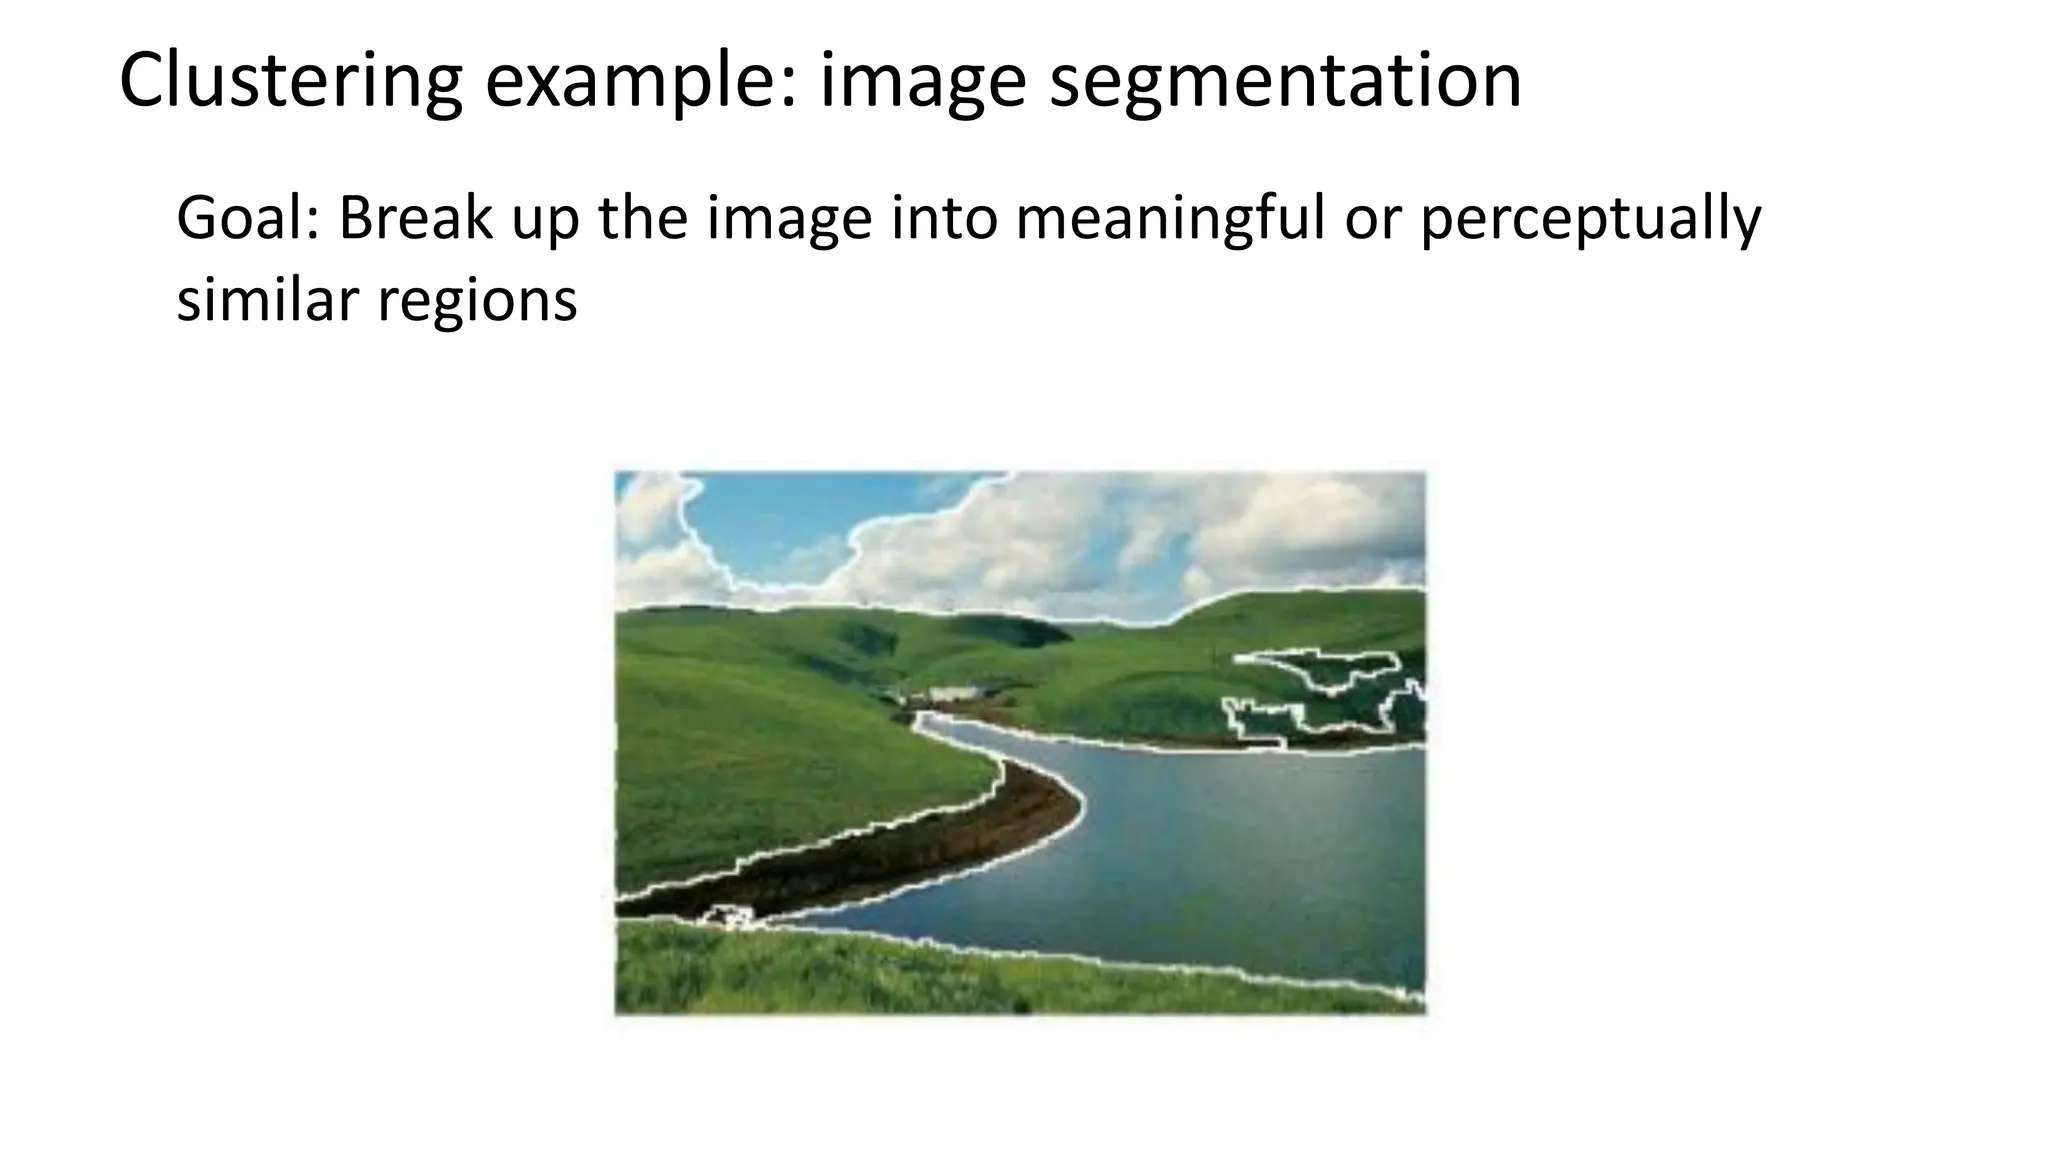 Clustering example: image segmentation
Goal: Break up the image into meaningful or perceptually
similar regions